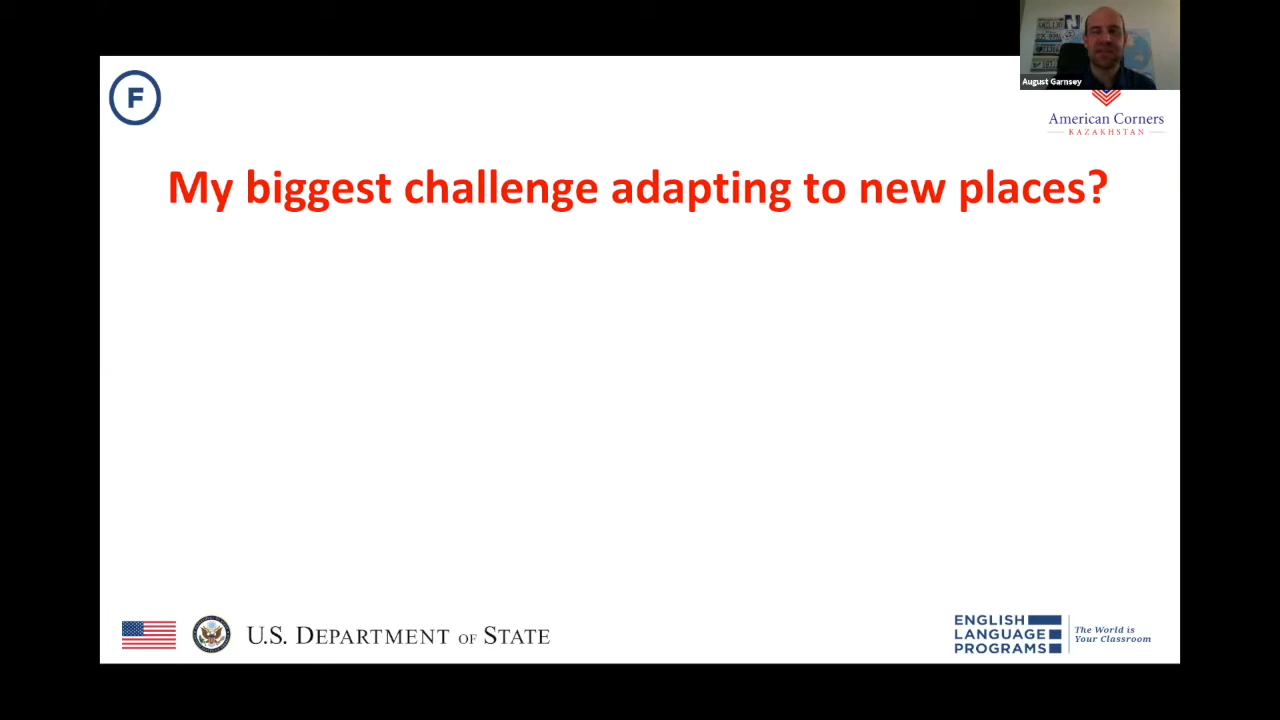 F
August Garnsey
American Corners
KAZAKHSTAN
My biggest challenge adapting to new places?
U.S. DEPARTMENT OF STATE
ENGLISH
LANGUAGE
PROGRAMS
The World is
Your Classroom